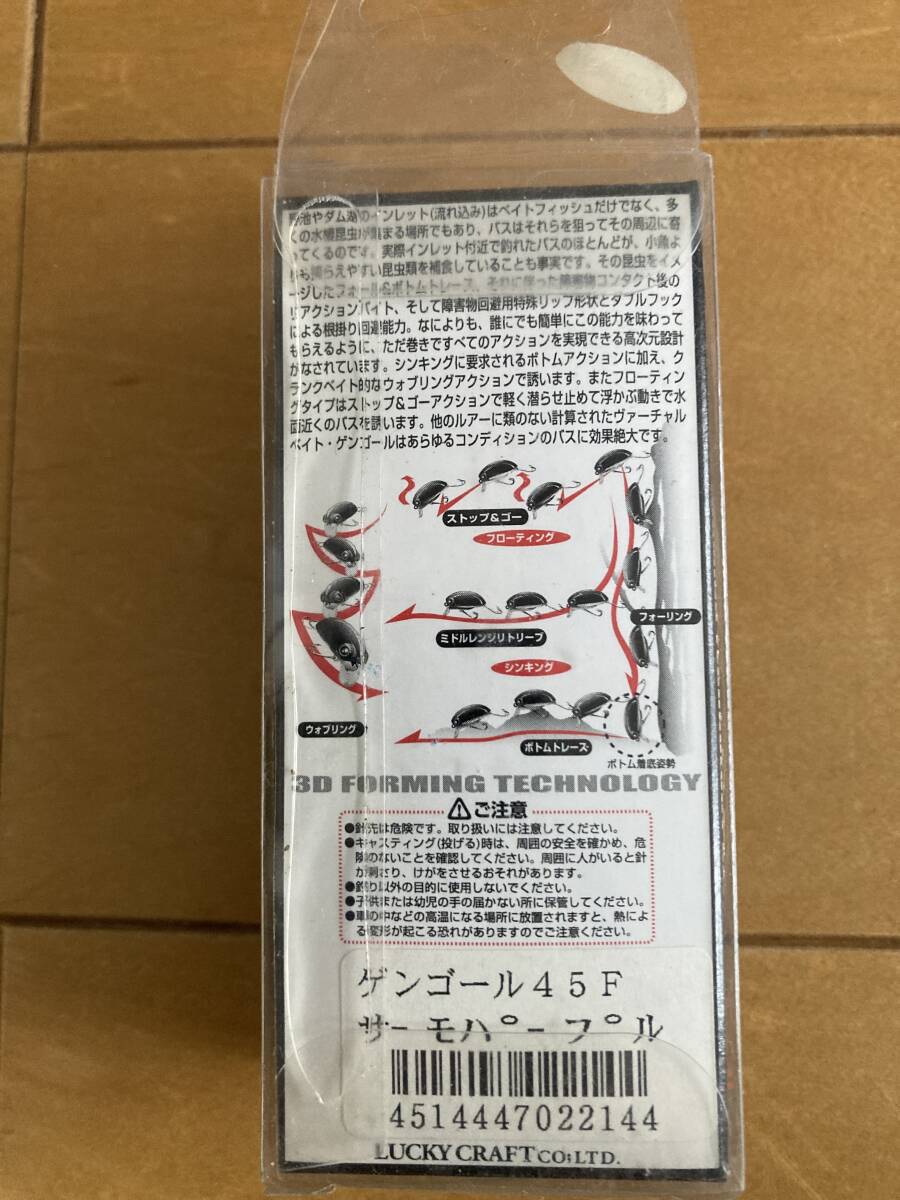 池やダム湖のインレット(流れ込み)はベイトフィッシュだけでなく、多
くの水棲昆虫が集まる場所でもあり、バスはそれらを狙ってその周辺に寄
ってくるのです。実際インレット付近で釣れたバスのほとんどが、小魚よ
りも捕らえやすい昆虫類を補食していることも事実です。その昆虫をイメ
ージしたフォール&ボトムトレース、それに伴った障害物コンタクト後の
リアクションバイト、そして障害物回避用特殊リップ形状とダブルフック
による根掛り回避能力。なによりも、誰にでも簡単にこの能力を味わって
もらえるように、ただ巻きですべてのアクションを実現できる高次元設計
がなされています。シンキングに要求されるボトムアクションに加え、ク
ランクベイト的なウォブリングアクションで誘います。またフローティン
グタイプはストップ&ゴーアクションで軽く潜らせ止めて浮かぶ動きで水
面近くのバスを誘います。他のルアーに類のない計算されたヴァーチャル
ベイト・ゲンゴールはあらゆるコンディションのバスに効果絶大です。
ストップ&ゴー
フローティング
フォーリング
ミドルレンジリトリーブ
シンキング
ウォブリング
ボトムトレース
ボトム着底姿勢
3D FORMING TECHNOLOGY
ご注意
●針先は危険です。取り扱いには注意してください。
●キャスティング(投げる)時は、周囲の安全を確かめ、危
険のないことを確認してください。周囲に人がいると針
が刺さり、けがをさせるおそれがあります。
●釣り以外の目的に使用しないでください。
●子供または幼児の手の届かない所に保管してください。
●車の中などの高温になる場所に放置されますと、熱によ
る変形が起こる恐れがありますのでご注意ください。
ゲンゴール45F
サーモパープル
4514447022144
LUCKY CRAFT CO.,LTD.